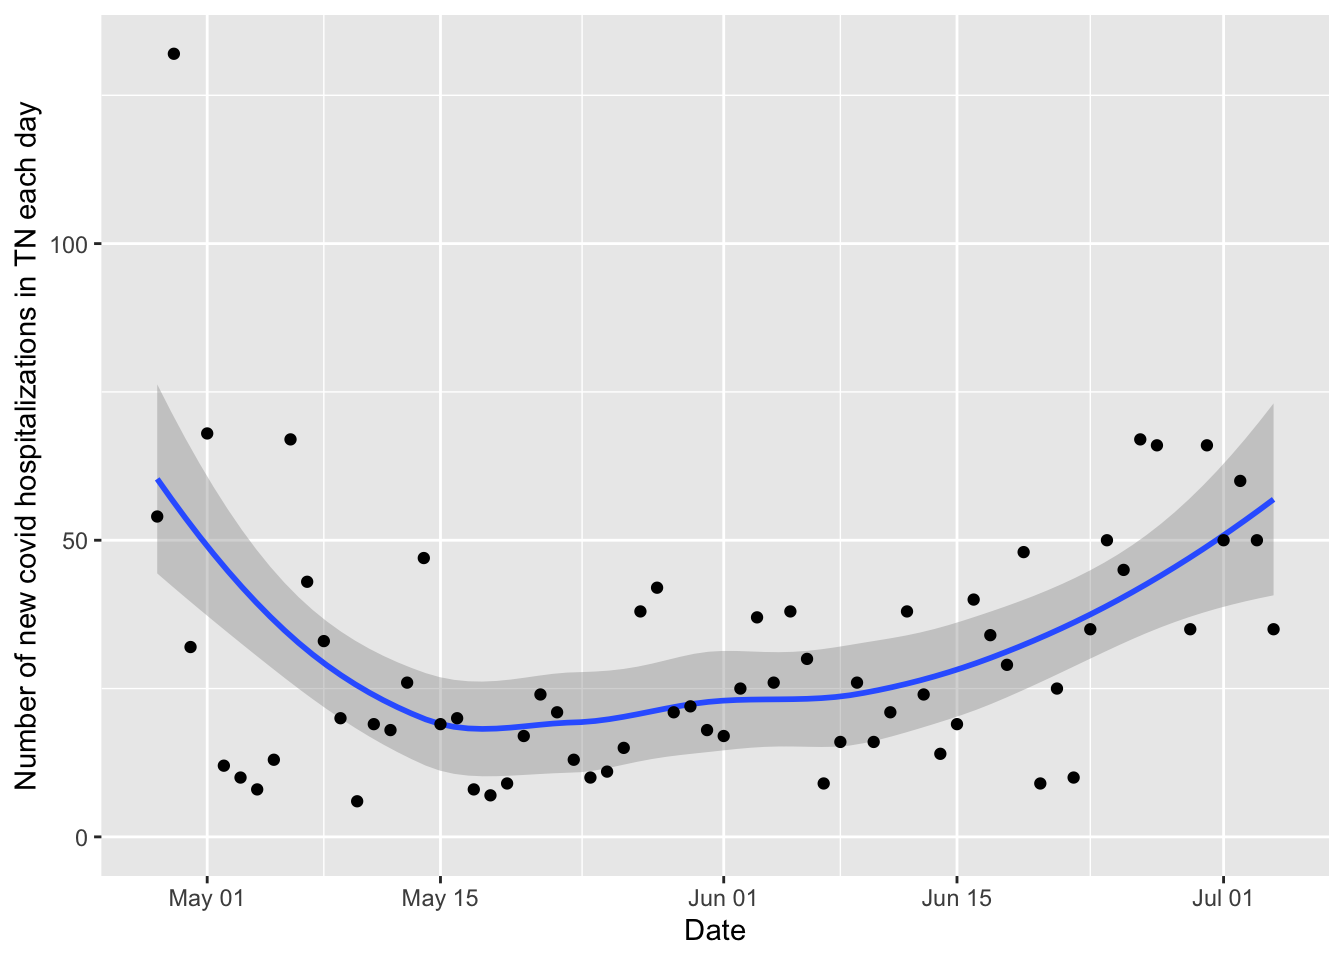 Number of new covid hospitalizations in TN each day
100
50
0
May 01
May 15
Jun 01
Jun 15
Jul 01
Date